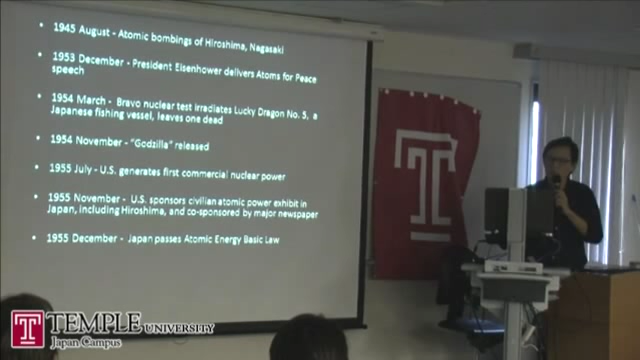 1945 August - Atomic bombings of Hiroshima, Nagasaki
1953 December - President Eisenhower delivers Atoms for Peace
speech
1954 March - Bravo nuclear test irradiates Lucky Dragon No. 5, a
Japanese fishing vessel, leaves one dead
1954 November - "Godzilla" released
1955 July - U.S. generates first commercial nuclear power
1955 November - U.S. sponsors civilian atomic power exhibit in
Japan, including Hiroshima, and co-sponsored by major newspaper
1955 December - Japan passes Atomic Energy Basic Law
T
T TEMPLE UNIVERSITY
Japan Campus